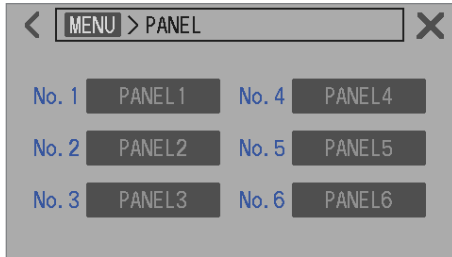 < MENU > PANEL X
No. 1 PANEL1 No. 4 PANEL4
No. 2 PANEL2 No. 5 PANEL5
No. 3 PANEL3 No. 6 PANEL6